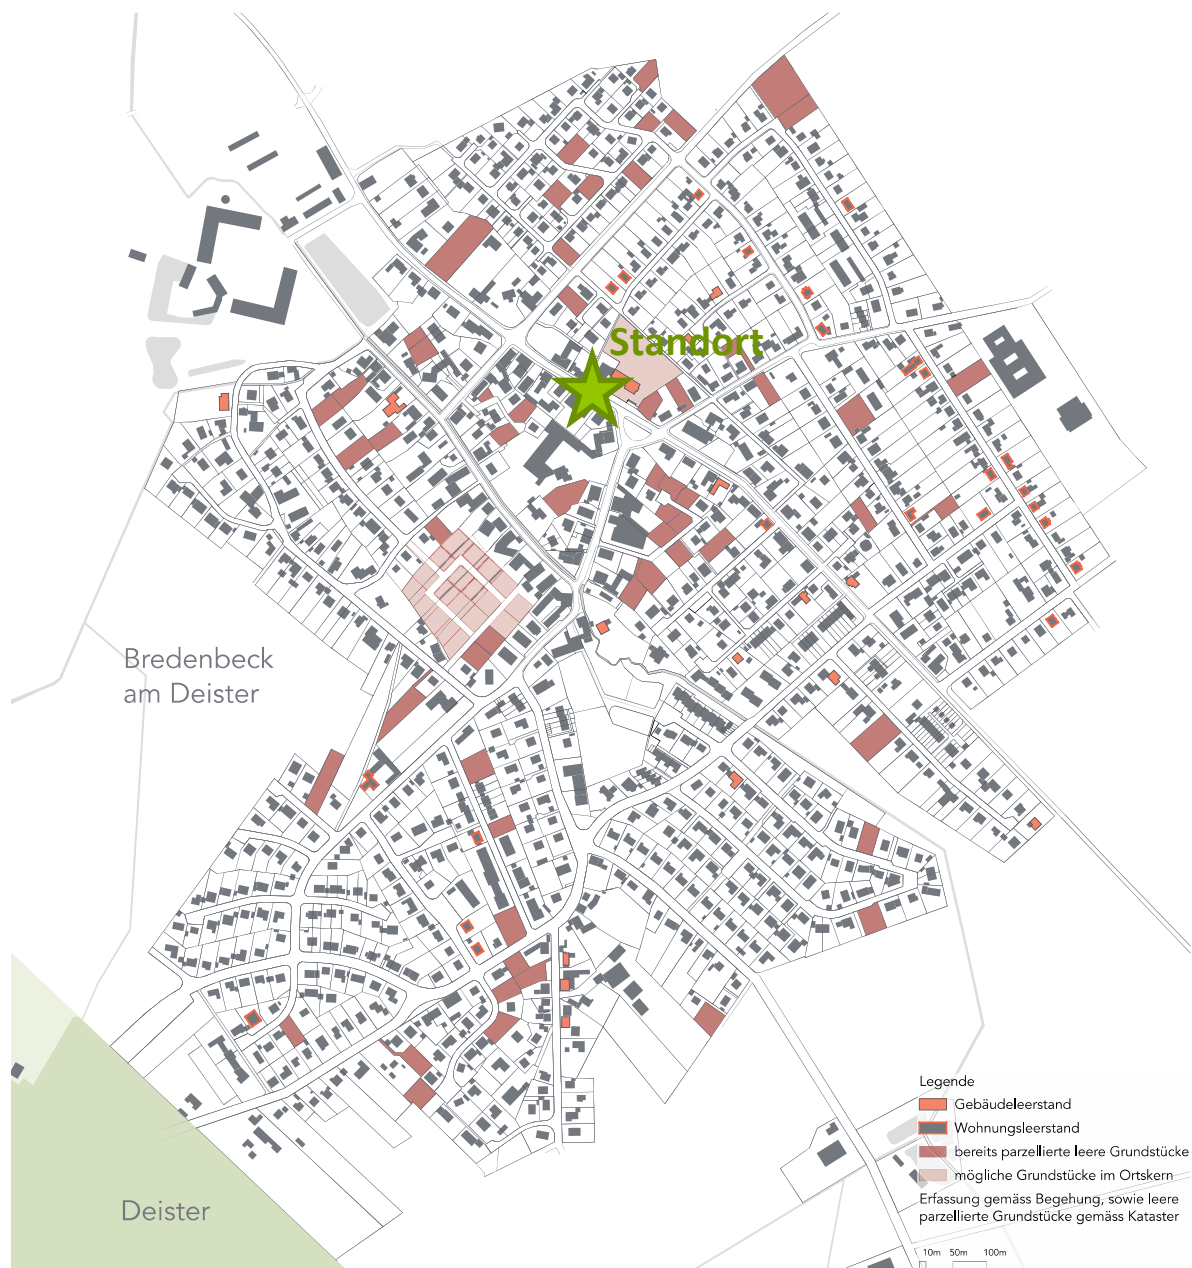 Standort
Bredenbeck
am Deister
Deister
Legende
Gebäudeleerstand
Wohnungsleerstand
bereits parzellierte leere Grundstücke
mögliche Grundstücke im Ortskern
Erfassung gemäss Begehung, sowie leere
parzellierte Grundstücke gemäss Kataster
10m 50m 100m